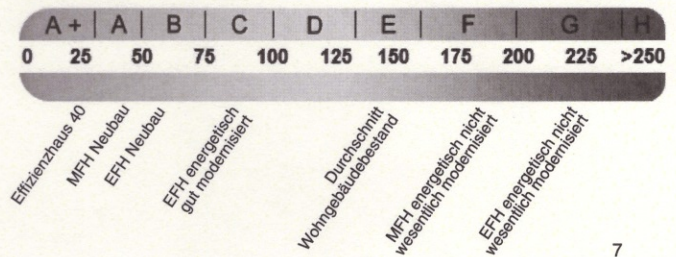 A + | A | B | C | D | E | F | G | H
0 25 50 75 100 125 150 175 200 225 >250
Effizienzhaus 40
MFH Neubau
EFH Neubau
EFH energetisch
gut modernisiert
Durchschnitt
Wohngebäudebestand
MFH energetisch nicht
wesentlich modernisiert
EFH energetisch nicht
wesentlich modernisiert
7